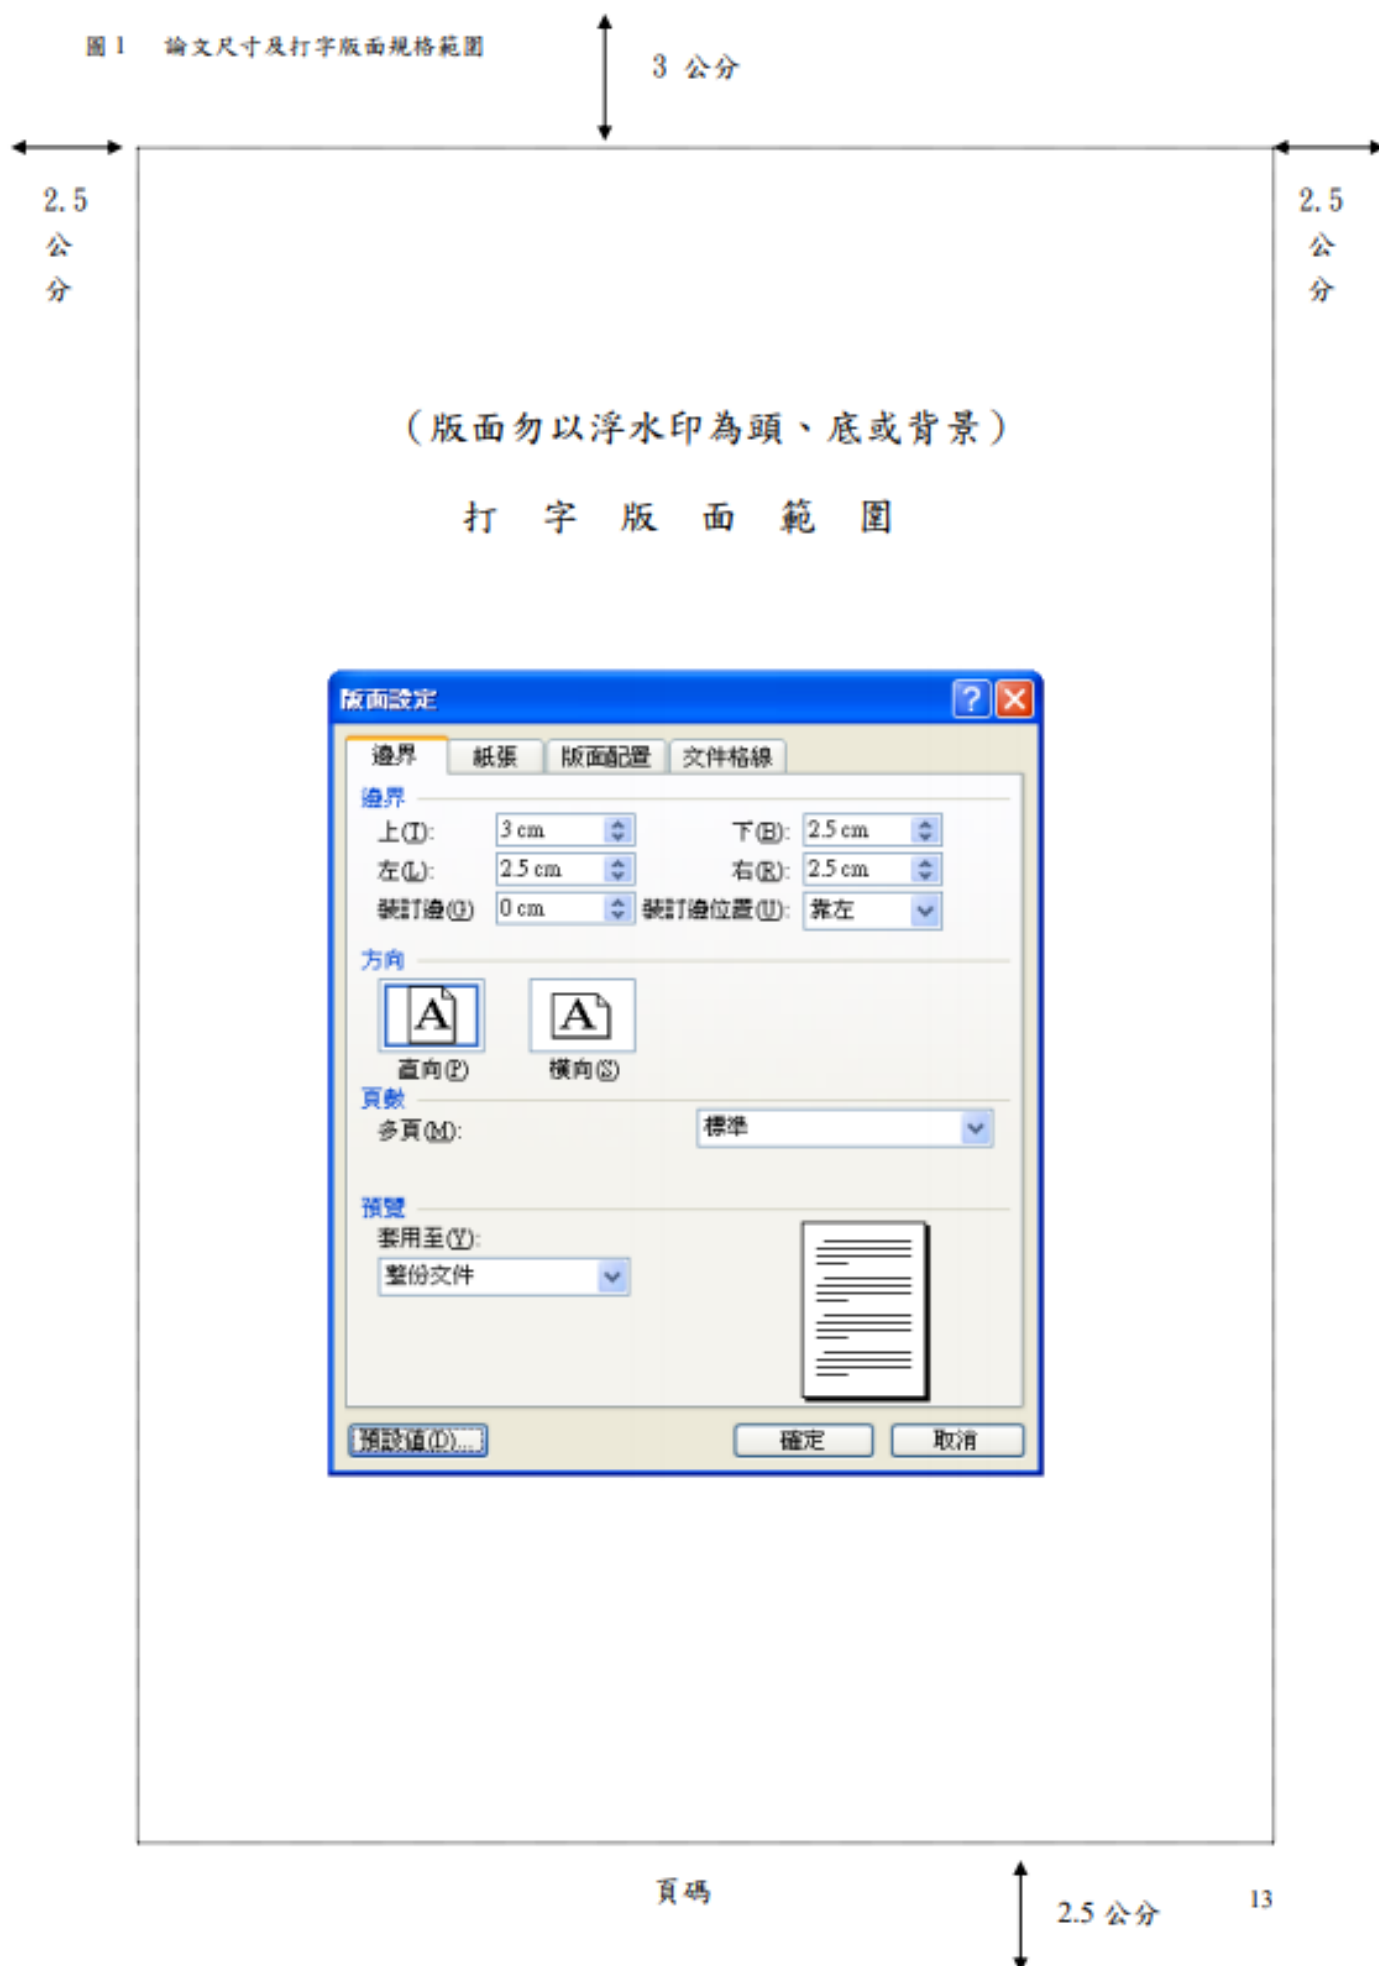 圖 1 論文尺寸及打字版面規格範圍
3 公分
2.5
公
分
2.5
公
分
（版面勿以浮水印為頭、底或背景）
打 字 版 面 範 圍
版面設定
邊界 紙張 版面配置 文件格線
邊界
上(T): 3 cm 下(B): 2.5 cm
左(L): 2.5 cm 右(R): 2.5 cm
裝訂邊(G) 0 cm 裝訂邊位置(U): 靠左
方向
A A
直向(P) 橫向(S)
頁數
多頁(M): 標準
預覽
套用至(Y):
整份文件
預設值(D)... 確定 取消
頁碼
2.5 公分
13